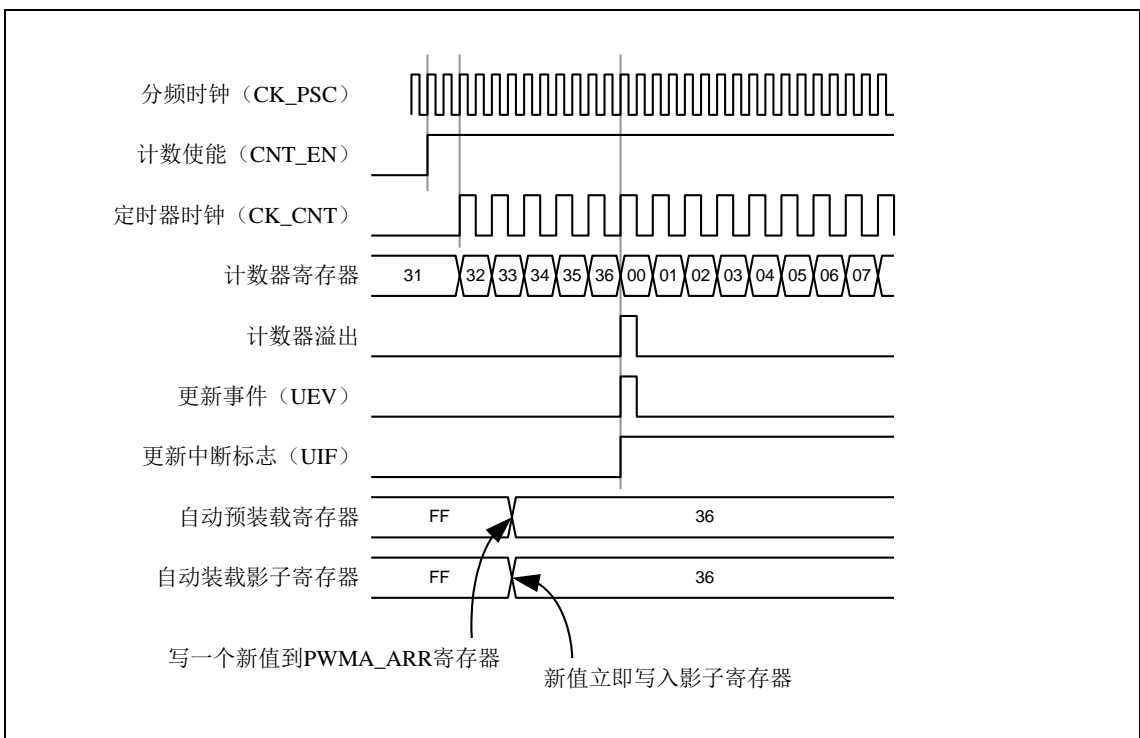 分频时钟（CK_PSC）
计数使能（CNT_EN）
定时器时钟（CK_CNT）
计数器寄存器 31 32 33 34 35 36 00 01 02 03 04 05 06 07
计数器溢出
更新事件（UEV）
更新中断标志（UIF）
自动预装载寄存器 FF 36
自动装载影子寄存器 FF 36
写一个新值到PWMA_ARR寄存器
新值立即写入影子寄存器